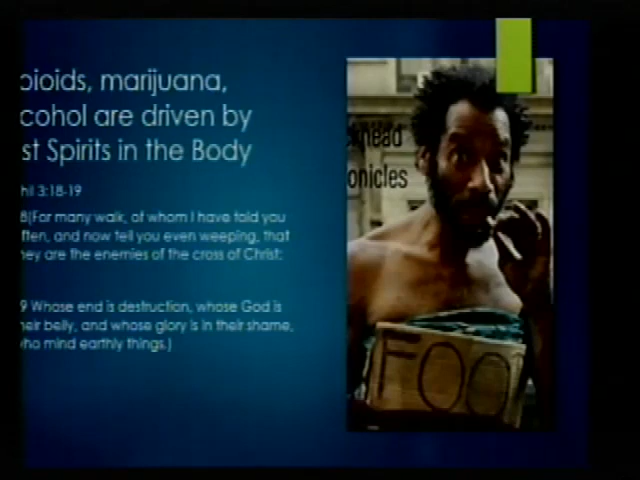 pioids, marijuana,
cohol are driven by
st Spirits in the Body
hil 3:18-19
8(For many walk, of whom I have told you
ften, and now tell you even weeping, that
hey are the enemies of the cross of Christ:
9 Whose end is destruction, whose God is
heir belly, and whose glory is in their shame,
ho mind earthly things.)
khead
onicles
FOO